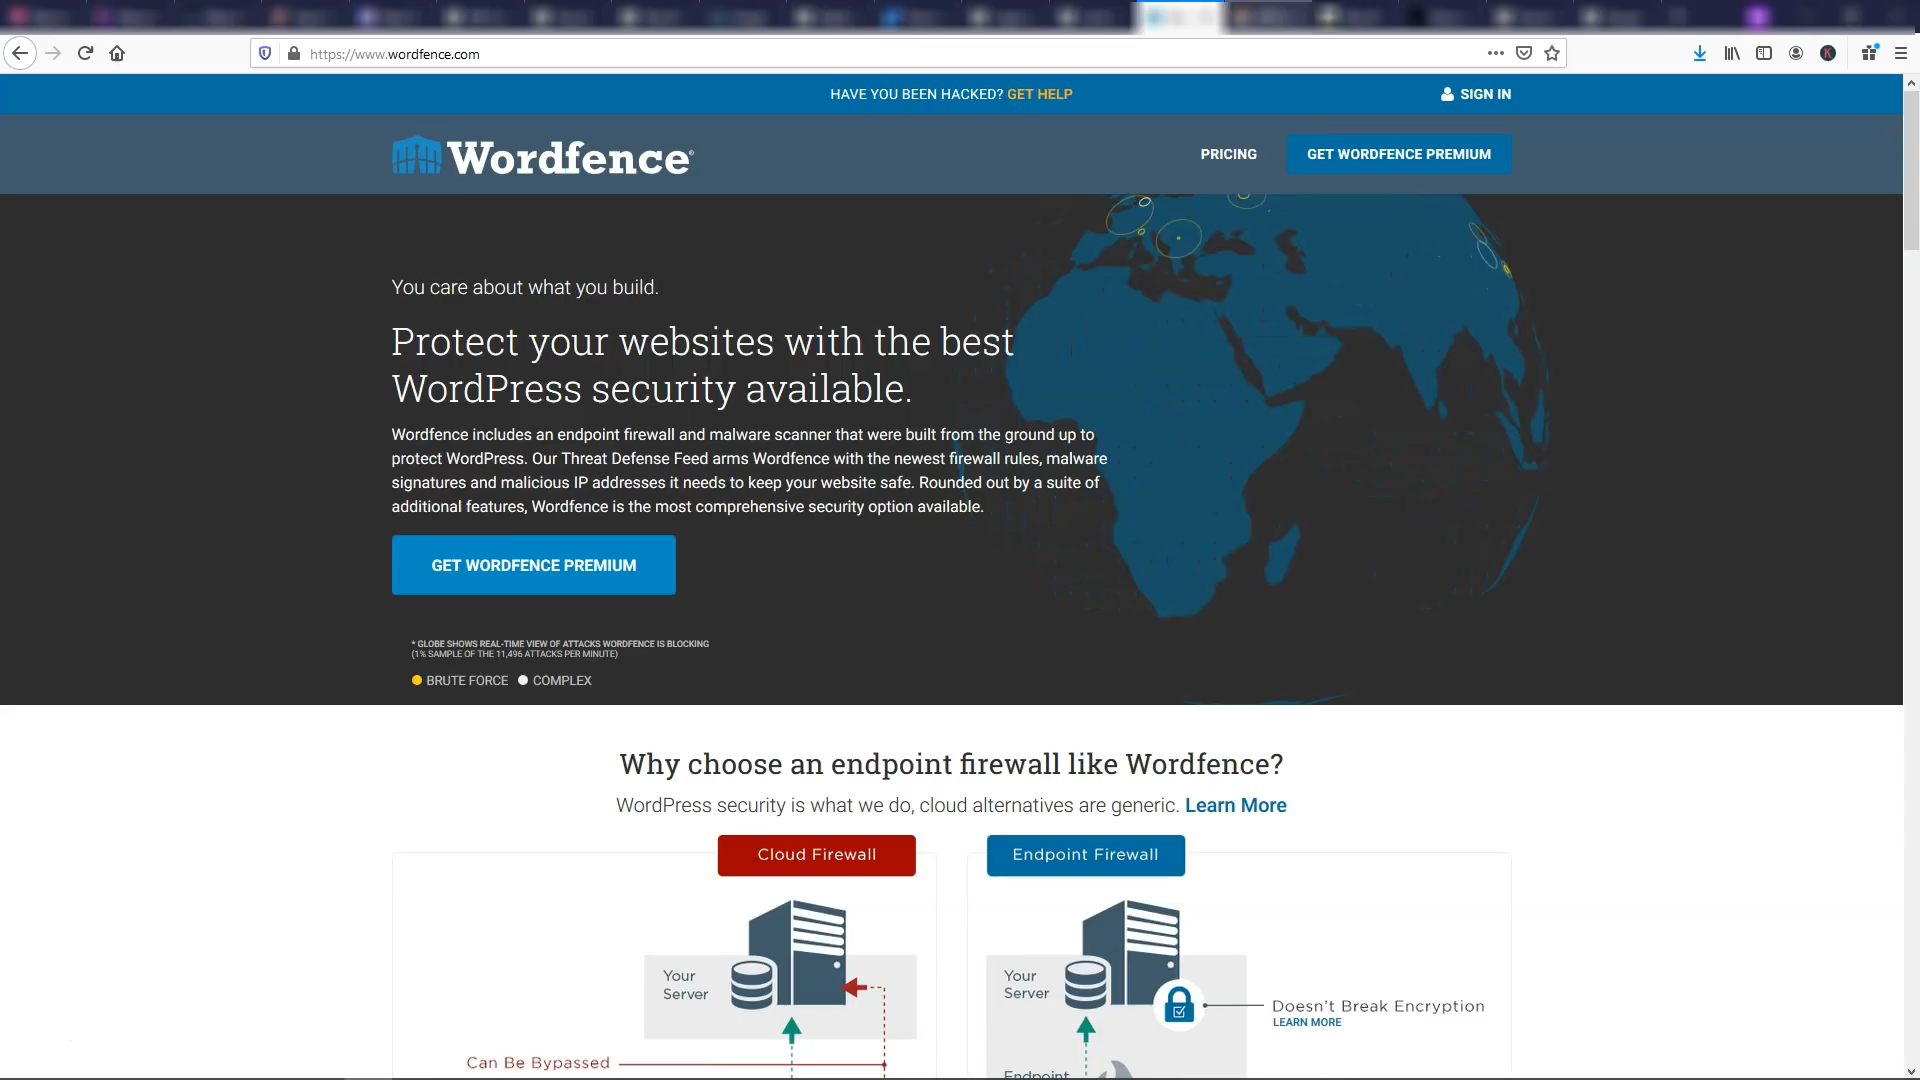 https://www.wordfence.com
HAVE YOU BEEN HACKED? GET HELP
SIGN IN
Wordfence®
PRICING
GET WORDFENCE PREMIUM
You care about what you build.
Protect your websites with the best
WordPress security available.
Wordfence includes an endpoint firewall and malware scanner that were built from the ground up to
protect WordPress. Our Threat Defense Feed arms Wordfence with the newest firewall rules, malware
signatures and malicious IP addresses it needs to keep your website safe. Rounded out by a suite of
additional features, Wordfence is the most comprehensive security option available.
GET WORDFENCE PREMIUM
* GLOBE SHOWS REAL-TIME VIEW OF ATTACKS WORDFENCE IS BLOCKING
(1% SAMPLE OF THE 11,496 ATTACKS PER MINUTE)
BRUTE FORCE COMPLEX
Why choose an endpoint firewall like Wordfence?
WordPress security is what we do, cloud alternatives are generic. Learn More
Cloud Firewall
Your
Server
Can Be Bypassed
Endpoint Firewall
Your
Server
Doesn't Break Encryption
LEARN MORE
Endpoint